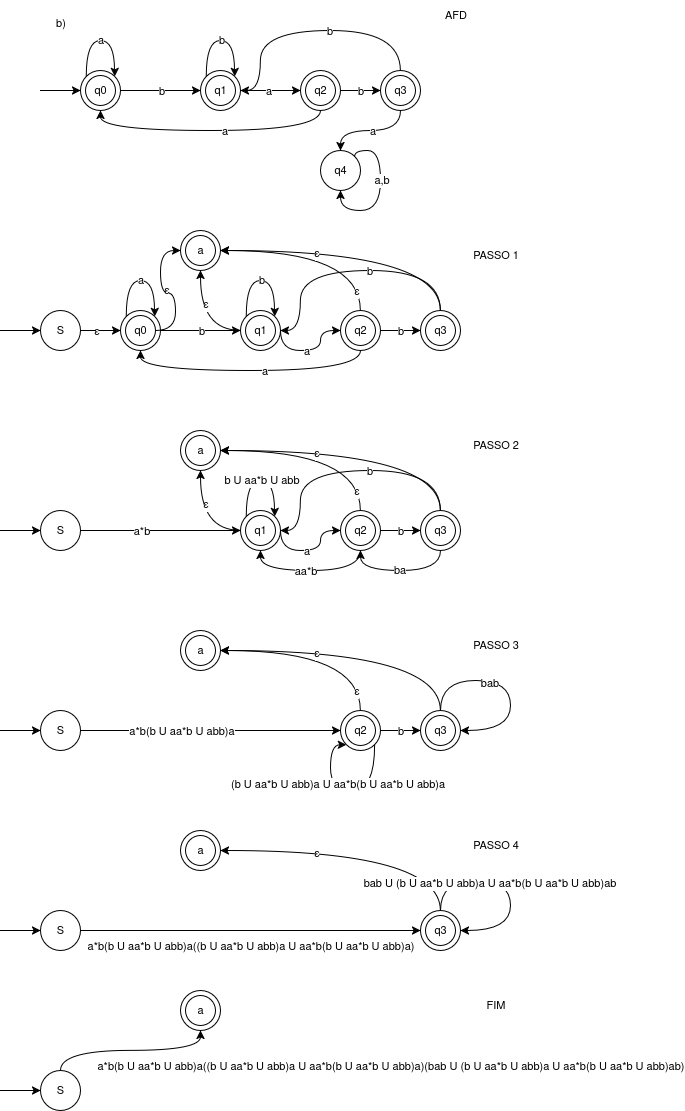 AFD
b)
a
b
b
q0
b
q1
a
q2
b
q3
a
a
q4
a,b
PASSO 1
a
ε
a
ε
b
b
ε
ε
S
ε
q0
b
q1
a
q2
b
q3
a
PASSO 2
a
ε
b U aa*b U abb
b
ε
ε
S
a*b
q1
a
q2
b
q3
aa*b
ba
PASSO 3
a
ε
bab
ε
S
a*b(b U aa*b U abb)a
q2
b
q3
(b U aa*b U abb)a U aa*b(b U aa*b U abb)a
PASSO 4
a
ε
bab U (b U aa*b U abb)a U aa*b(b U aa*b U abb)ab
S
q3
a*b(b U aa*b U abb)a((b U aa*b U abb)a U aa*b(b U aa*b U abb)a)
FIM
a
a*b(b U aa*b U abb)a((b U aa*b U abb)a U aa*b(b U aa*b U abb)a)(bab U (b U aa*b U abb)a U aa*b(b U aa*b U abb)ab)
S